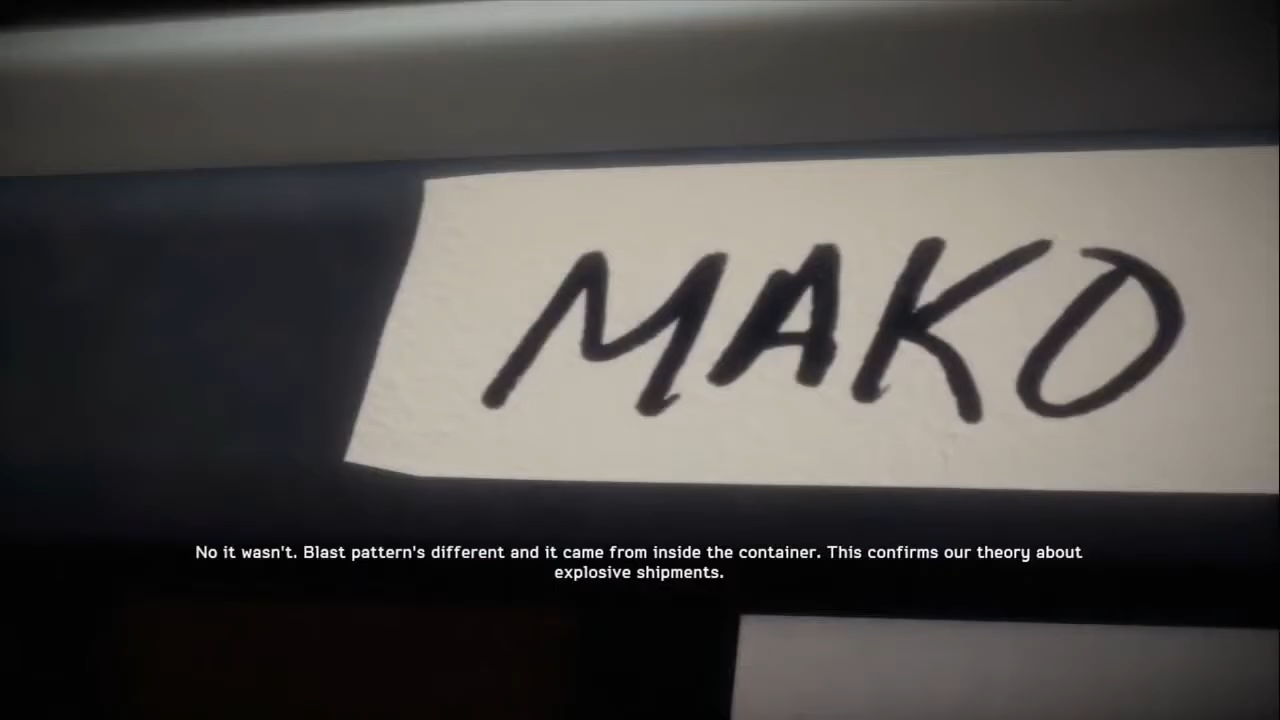 MAKO
No it wasn't. Blast pattern's different and it came from inside the container. This confirms our theory about
explosive shipments.